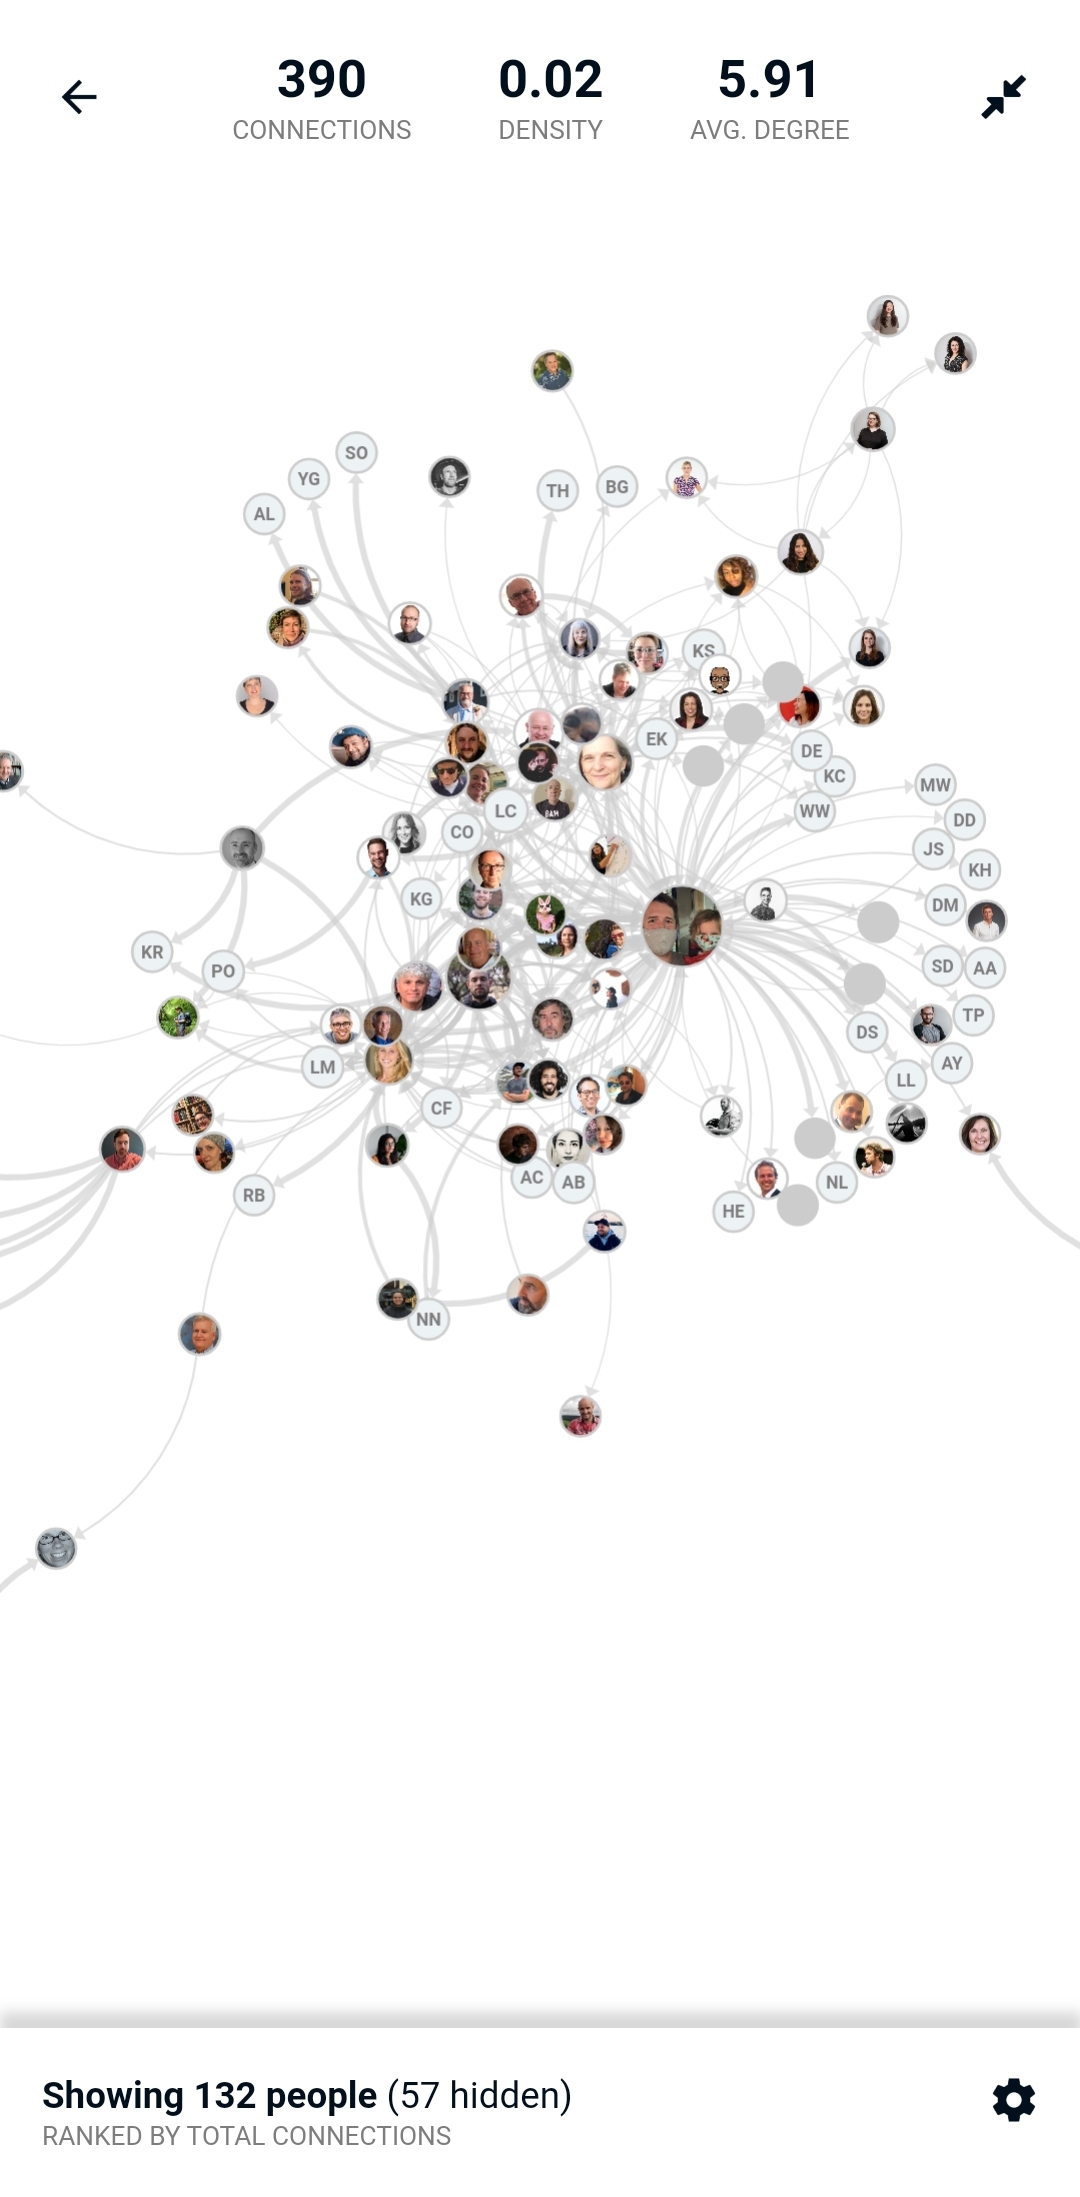 390
CONNECTIONS
0.02
DENSITY
5.91
AVG. DEGREE
SO
YG
AL
TH
BG
KS
EK
DE
KC
WW
MW
DD
JS
KH
LC
CO
KG
DM
KR
PO
SD
AA
TP
DS
LM
AY
LL
CF
AC
AB
NL
RB
HE
NN
Showing 132 people (57 hidden)
RANKED BY TOTAL CONNECTIONS